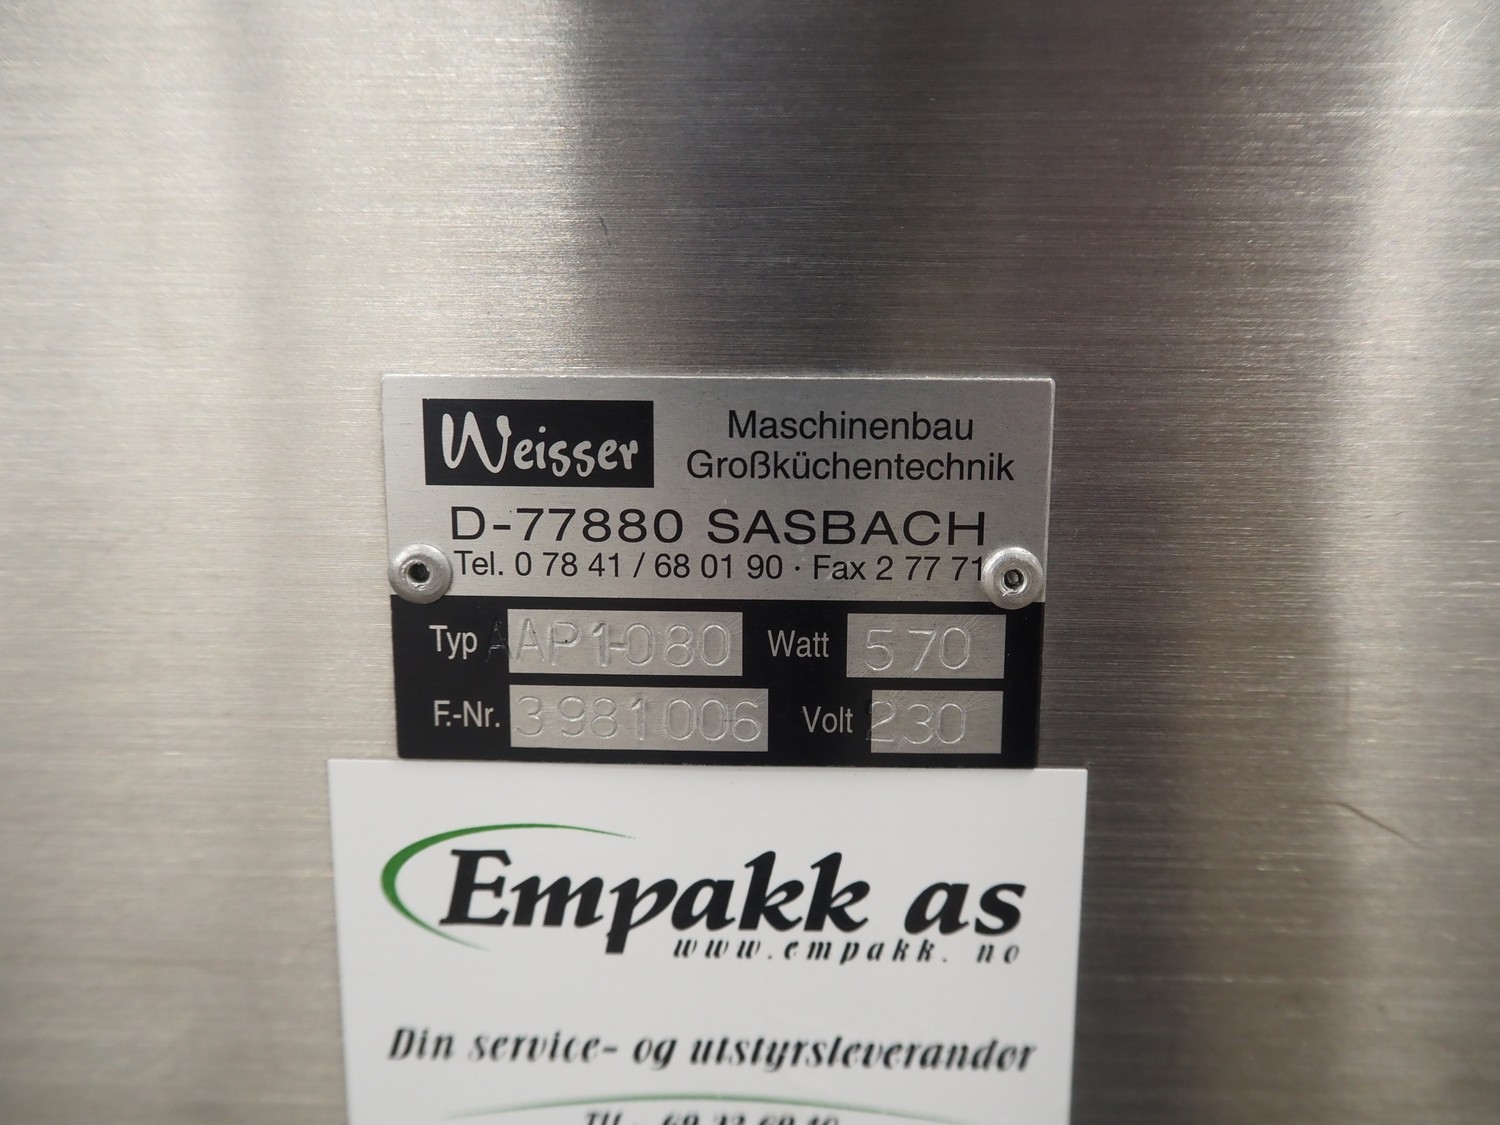 Weisser
Maschinenbau
Großküchentechnik
D-77880 SASBACH
Tel. 0 78 41 / 68 01 90 · Fax 2 77 71
Typ AAP1-080 Watt 570
F.-Nr. 3981006 Volt 230
Empakk as
www.empakk.no
Din service- og utstyrsleverandør